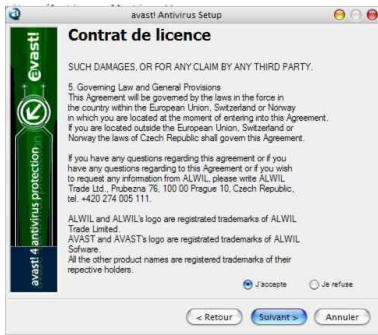 avast! Antivirus Setup
avast!
avast! 4 antivirus protection
Contrat de licence
SUCH DAMAGES, OR FOR ANY CLAIM BY ANY THIRD PARTY.
5. Governing Law and General Provisions
This Agreement will be governed by the laws in the force in
the country within the European Union, Switzerland or Norway
in which you are located at the moment of entering into this Agreement.
If you are located outside the European Union, Switzerland or
Norway the laws of Czech Republic shall govern this Agreement.
If you have any questions regarding this agreement or if you
have any questions regarding to this Agreement or if you wish
to request any information from ALWIL, please write ALWIL
Trade Ltd., Prubezna 76, 100 00 Prague 10, Czech Republic,
tel. +420 274 005 111.
ALWIL and ALWIL's logo are registrated trademarks of ALWIL
Trade Limited.
AVAST and AVAST's logo are registrated trademarks of ALWIL
Sofware.
All the other product names are registered trademarks of their
repective holders.
J'accepte
Je refuse
< Retour
Suivant >
Annuler